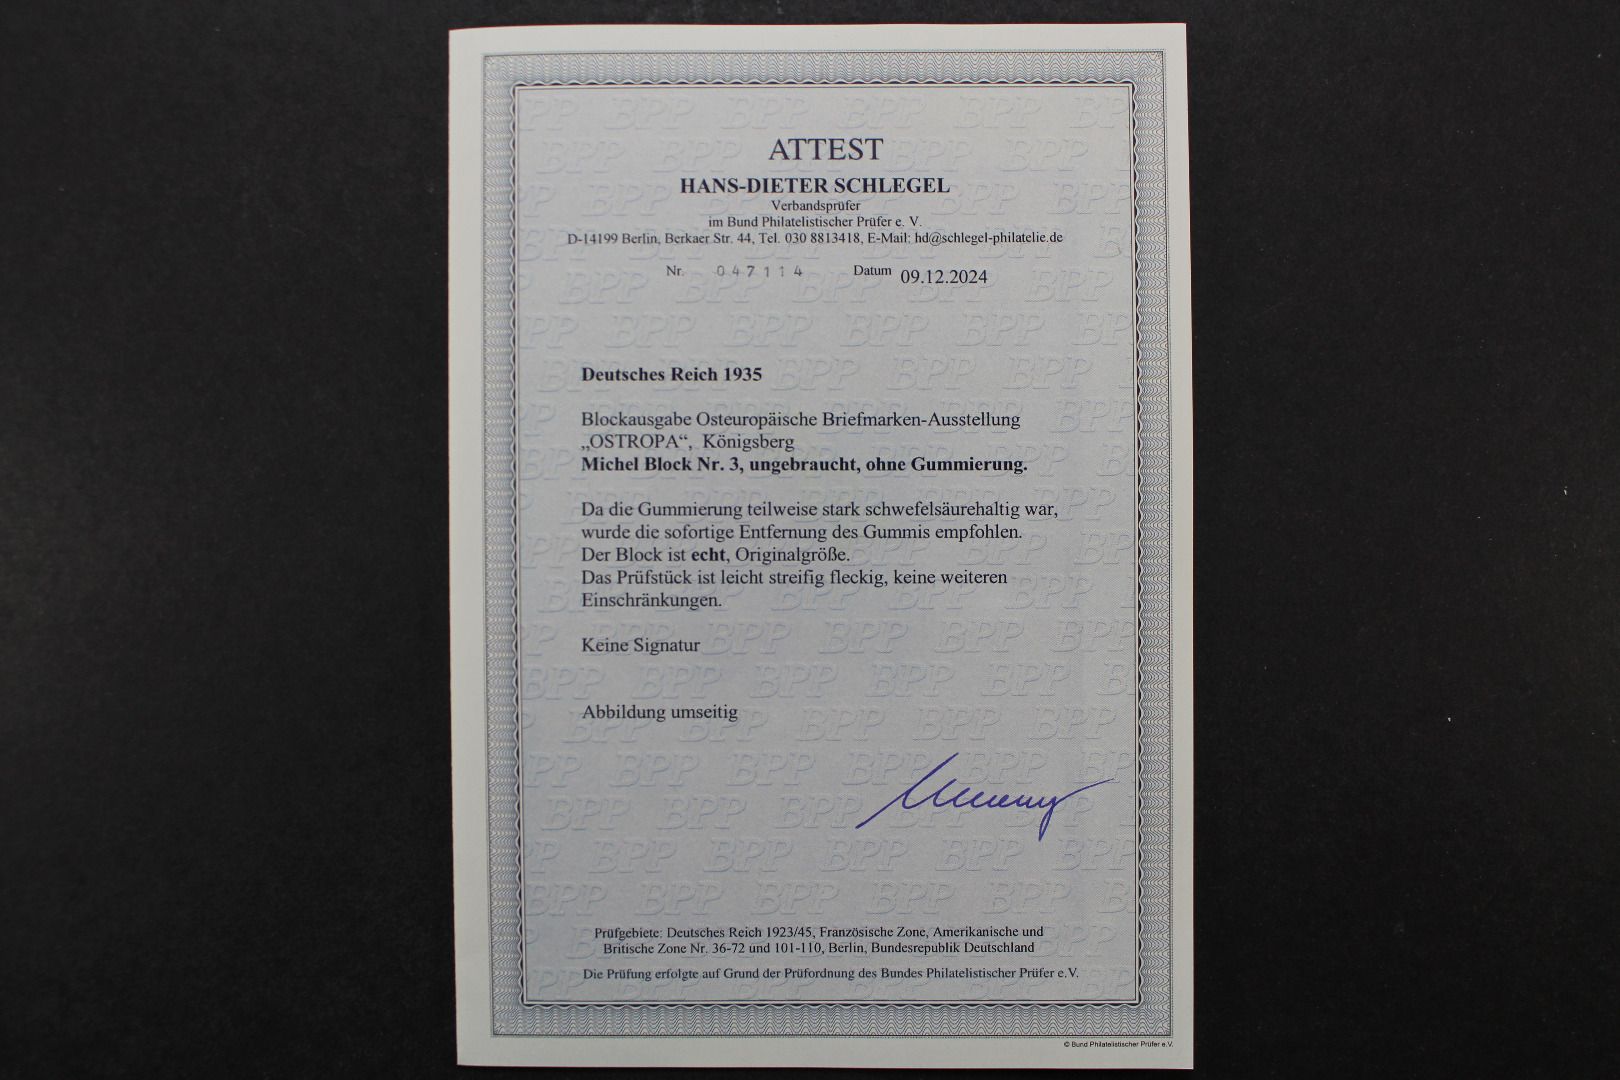 ATTEST
HANS-DIETER SCHLEGEL
Verbandsprüfer
im Bund Philatelistischer Prüfer e. V.
D-14199 Berlin, Berkaer Str. 44, Tel. 030 8813418, E-Mail: hd@schlegel-philatelie.de
Nr. 047114 Datum 09.12.2024
Deutsches Reich 1935
Blockausgabe Osteuropäische Briefmarken-Ausstellung
„OSTROPA“, Königsberg
Michel Block Nr. 3, ungebraucht, ohne Gummierung.
Da die Gummierung teilweise stark schwefelsäurehaltig war,
wurde die sofortige Entfernung des Gummis empfohlen.
Der Block ist echt, Originalgröße.
Das Prüfstück ist leicht streifig fleckig, keine weiteren
Einschränkungen.
Keine Signatur
Abbildung umseitig
Prüfgebiete: Deutsches Reich 1923/45, Französische Zone, Amerikanische und
Britische Zone Nr. 36-72 und 101-110, Berlin, Bundesrepublik Deutschland
Die Prüfung erfolgte auf Grund der Prüfordnung des Bundes Philatelistischer Prüfer e.V.
© Bund Philatelistischer Prüfer e.V.